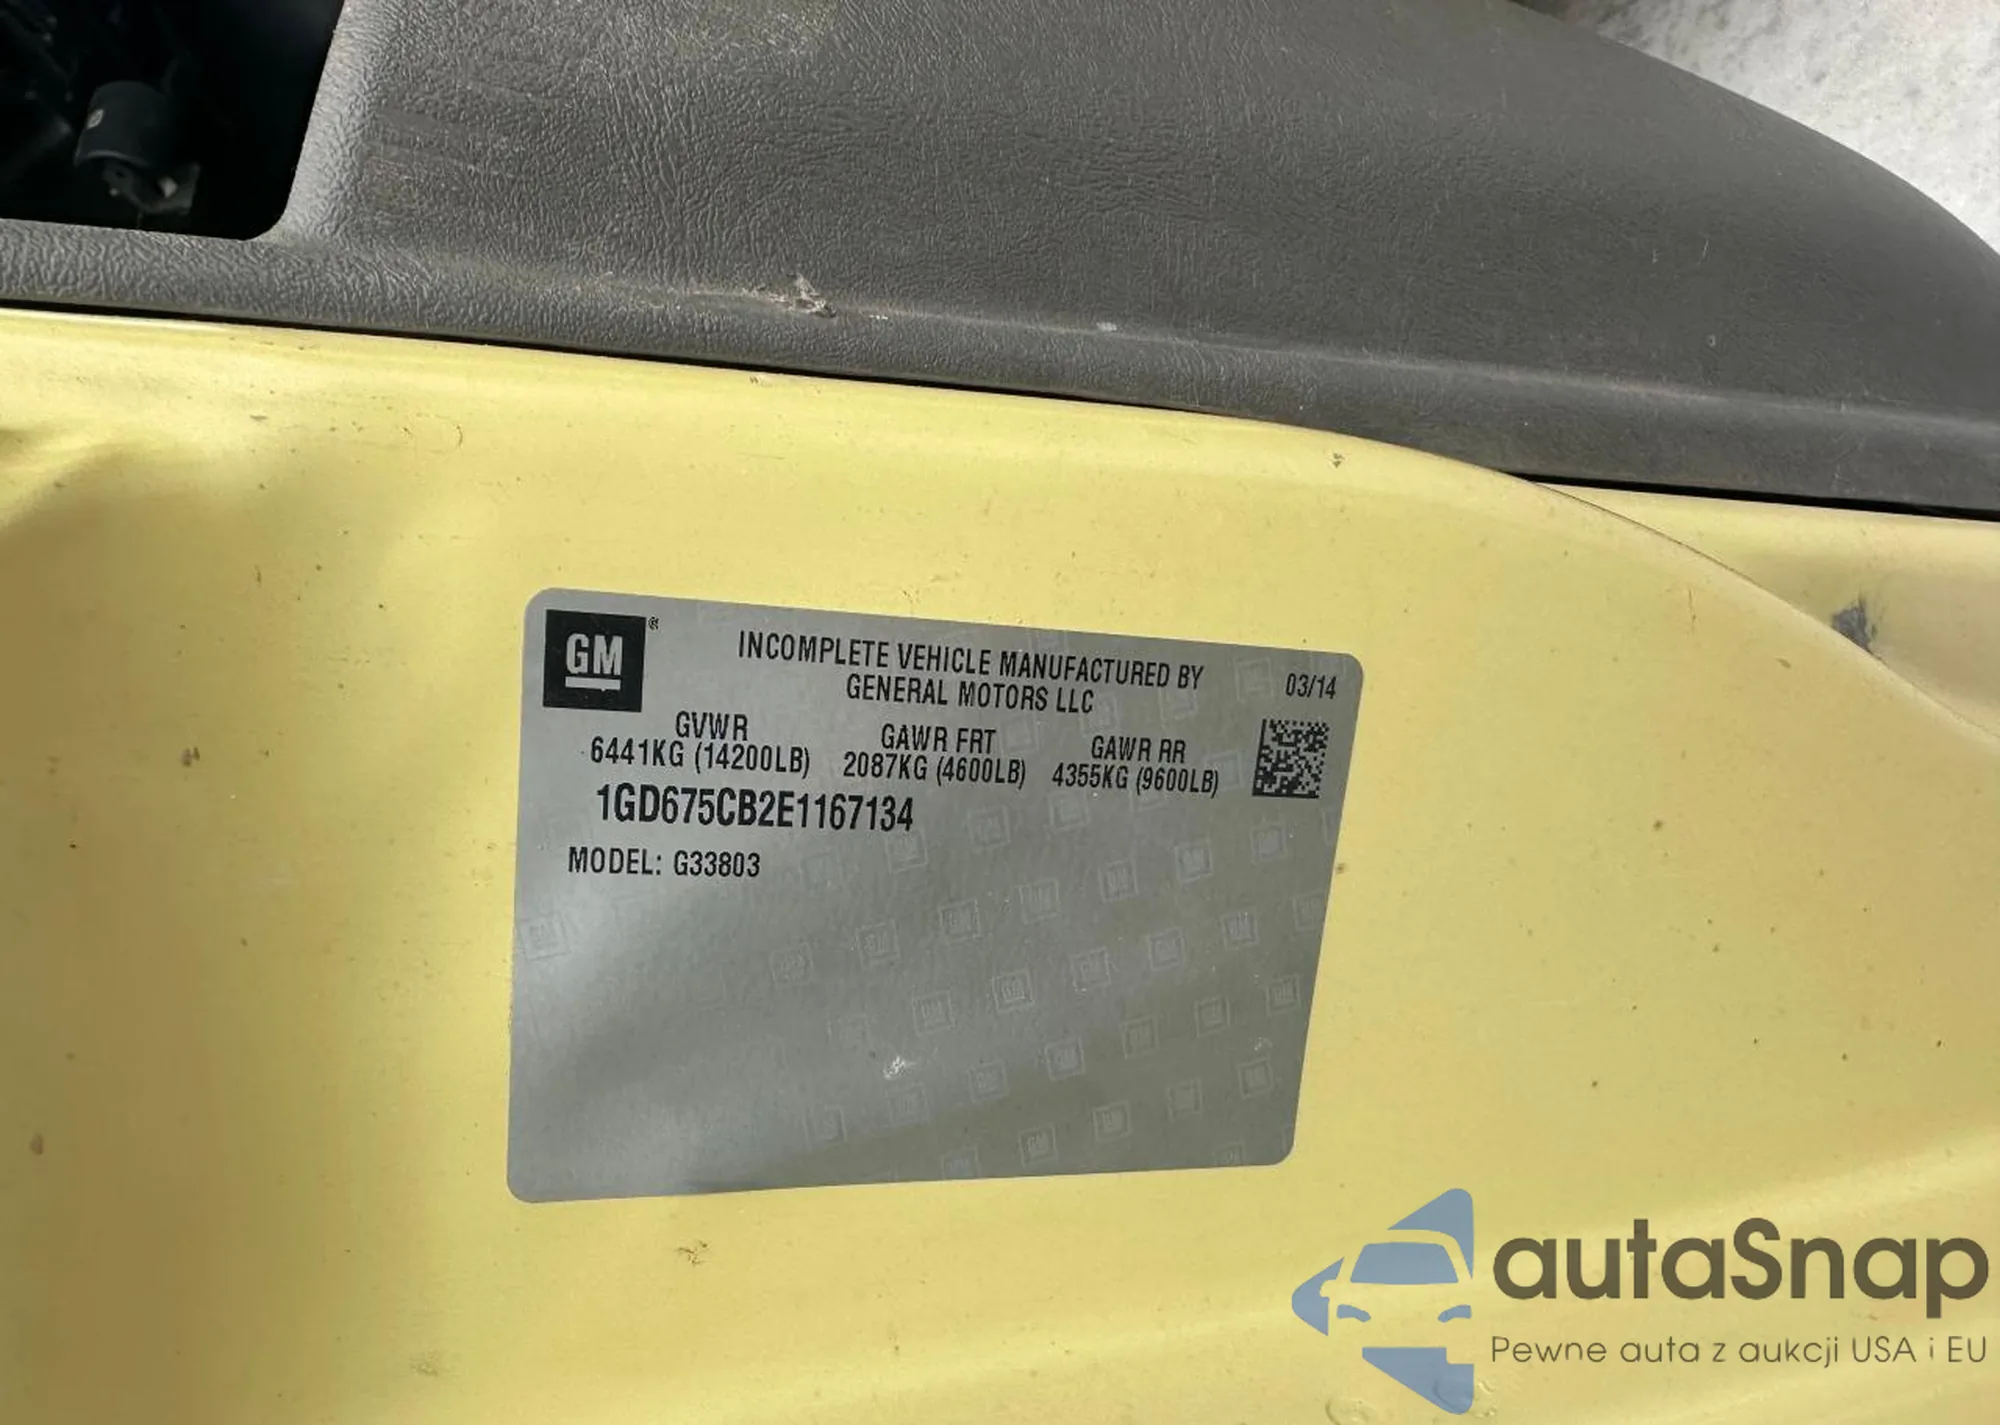 GM®
INCOMPLETE VEHICLE MANUFACTURED BY
GENERAL MOTORS LLC
03/14
GVWR
6441KG (14200LB)
GAWR FRT
2087KG (4600LB)
GAWR RR
4355KG (9600LB)
1GD675CB2E1167134
MODEL: G33803
autaSnap
Pewne auta z aukcji USA i EU